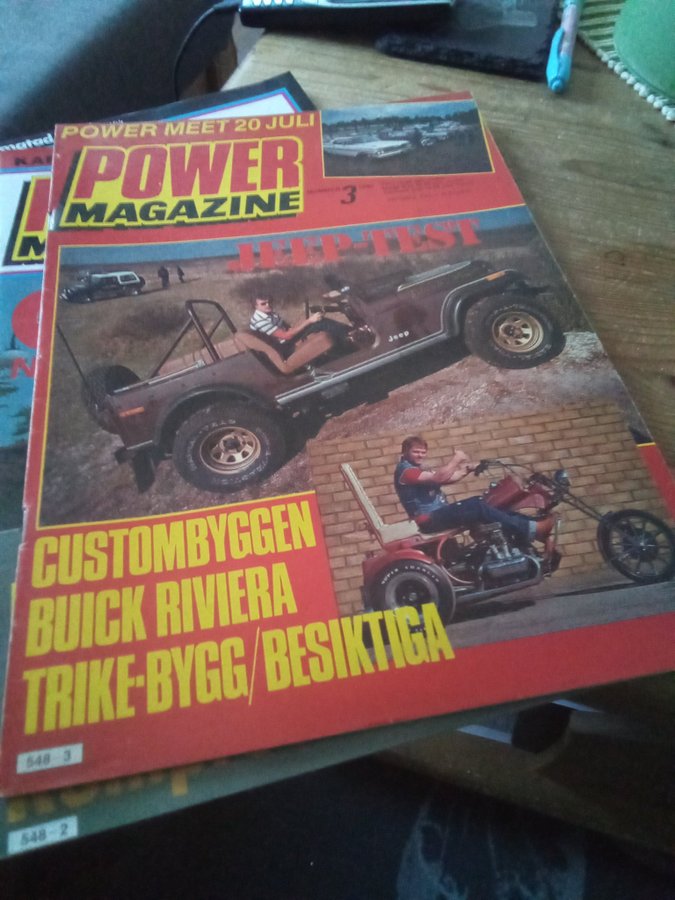 POWER MEET 20 JULI
POWER
MAGAZINE
NUMMER 3
JEEP-TEST
Jeep
CUSTOMBYGGEN
BUICK RIVIERA
TRIKE-BYGG/BESIKTIGA
548-3
548-2